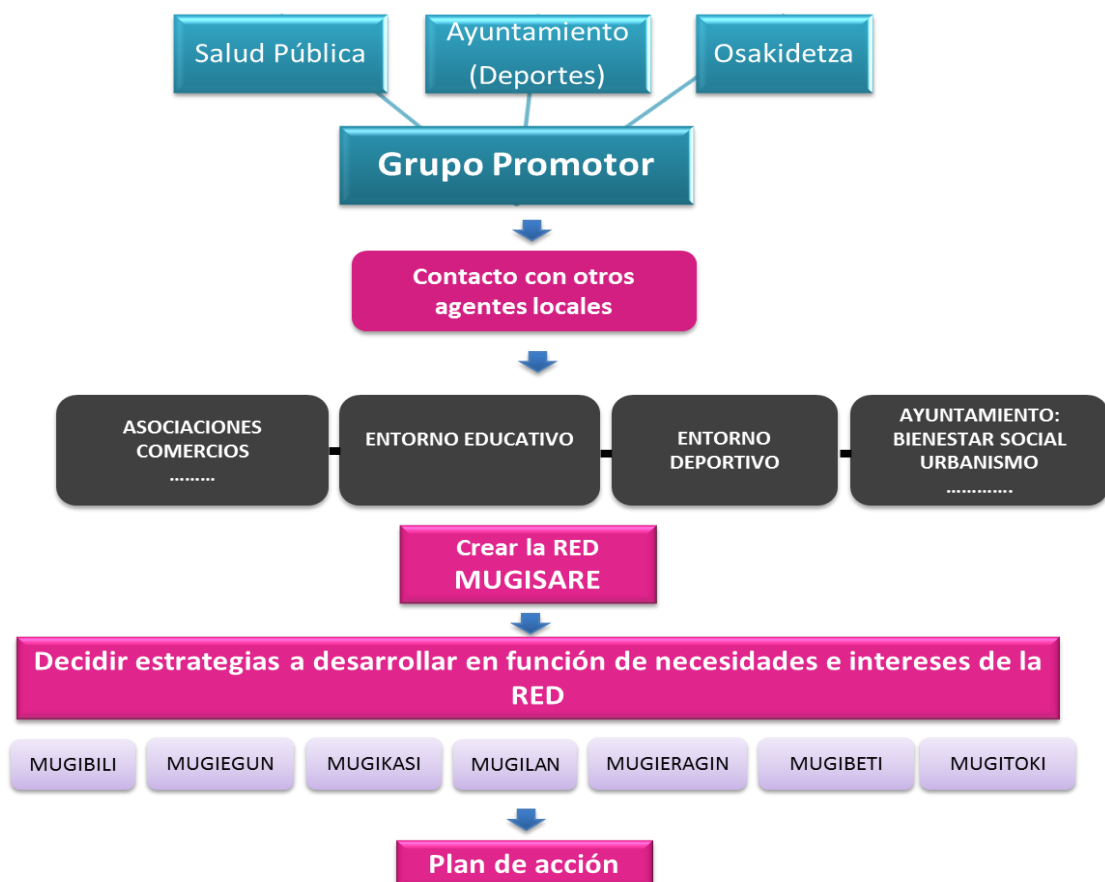 Salud Pública
Ayuntamiento
(Deportes)
Osakidetza
Grupo Promotor
Contacto con otros
agentes locales
ASOCIACIONES
COMERCIOS
.........
ENTORNO EDUCATIVO
ENTORNO
DEPORTIVO
AYUNTAMIENTO:
BIENESTAR SOCIAL
URBANISMO
.............
Crear la RED
MUGISARE
Decidir estrategias a desarrollar en función de necesidades e intereses de la
RED
MUGIBILI
MUGIEGUN
MUGIKASI
MUGILAN
MUGIERAGIN
MUGIBETI
MUGITOKI
Plan de acción